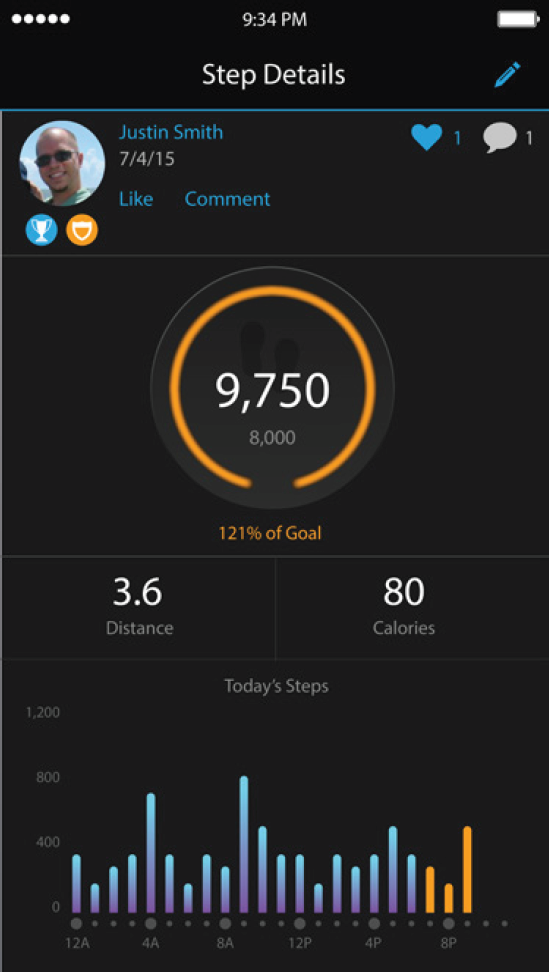 9:34 PM
Step Details
Justin Smith
1
1
7/4/15
Like Comment
9,750
8,000
121% of Goal
3.6
80
Distance
Calories
Today's Steps
1,200
800
400
0
12A 4A 8A 12P 4P 8P